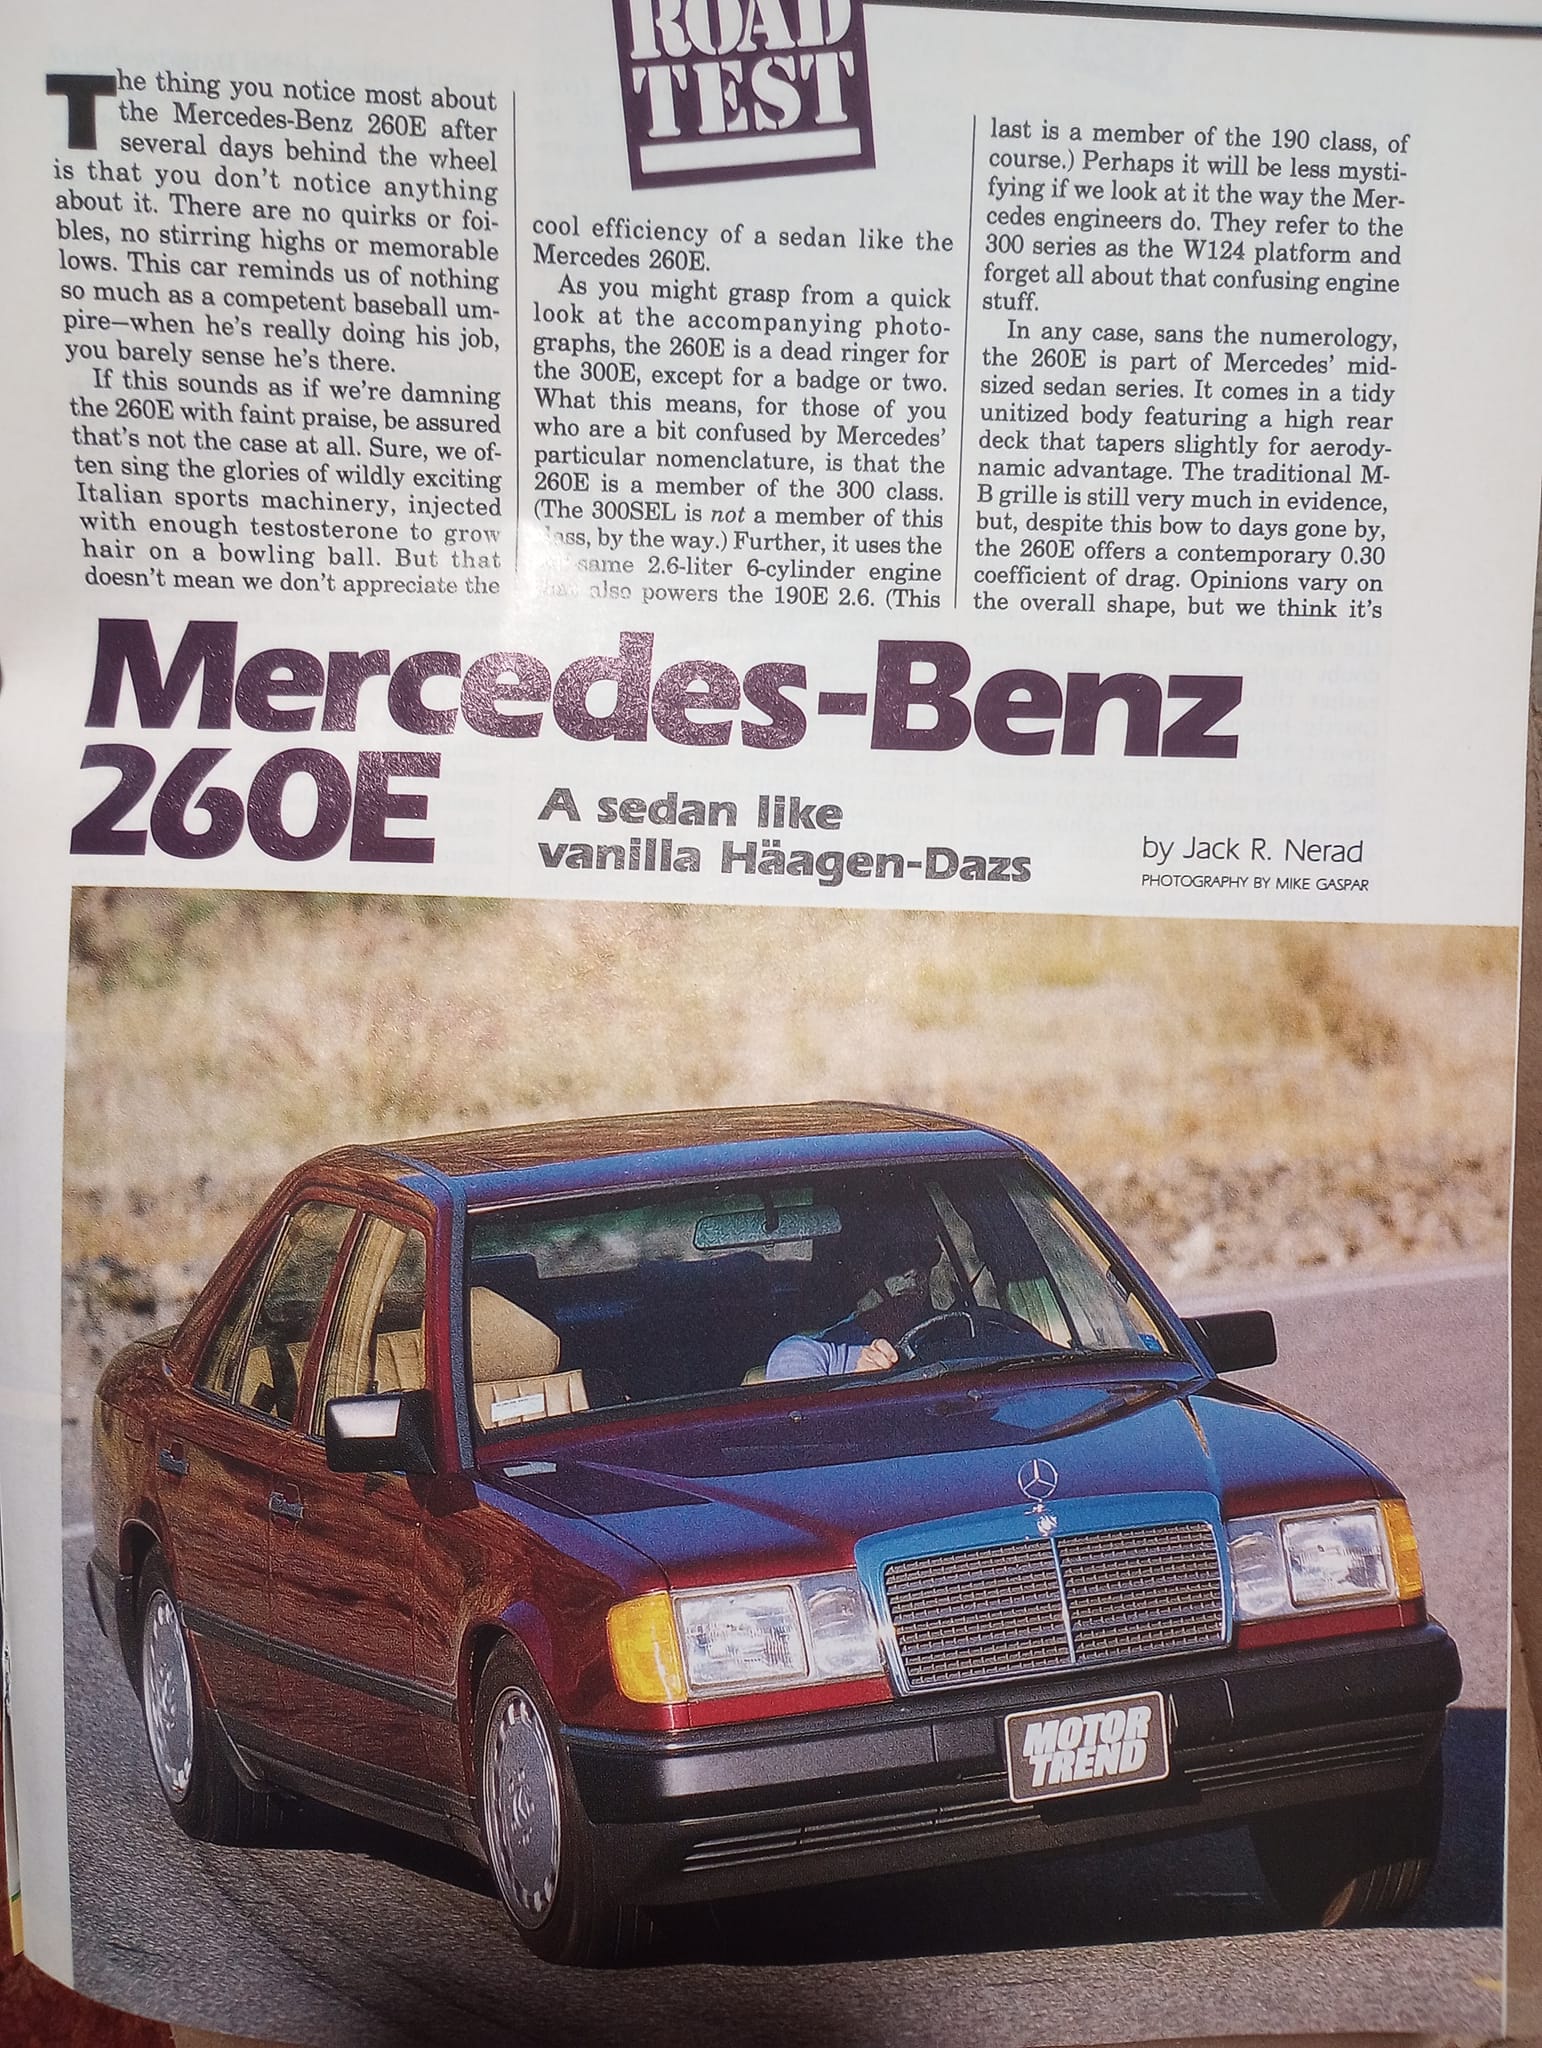 ROAD
TEST
The thing you notice most about
the Mercedes-Benz 260E after
several days behind the wheel
is that you don't notice anything
about it. There are no quirks or foi-
bles, no stirring highs or memorable
lows. This car reminds us of nothing
so much as a competent baseball um-
pire—when he's really doing his job,
you barely sense he's there.
If this sounds as if we're damning
the 260E with faint praise, be assured
that's not the case at all. Sure, we of-
ten sing the glories of wildly exciting
Italian sports machinery, injected
with enough testosterone to grow
hair on a bowling ball. But that
doesn't mean we don't appreciate the
cool efficiency of a sedan like the
Mercedes 260E.
As you might grasp from a quick
look at the accompanying photo-
graphs, the 260E is a dead ringer for
the 300E, except for a badge or two.
What this means, for those of you
who are a bit confused by Mercedes'
particular nomenclature, is that the
260E is a member of the 300 class.
(The 300SEL is not a member of this
class, by the way.) Further, it uses the
same 2.6-liter 6-cylinder engine
that also powers the 190E 2.6. (This
last is a member of the 190 class, of
course.) Perhaps it will be less mysti-
fying if we look at it the way the Mer-
cedes engineers do. They refer to the
300 series as the W124 platform and
forget all about that confusing engine
stuff.
In any case, sans the numerology,
the 260E is part of Mercedes' mid-
sized sedan series. It comes in a tidy
unitized body featuring a high rear
deck that tapers slightly for aerody-
namic advantage. The traditional M-
B grille is still very much in evidence,
but, despite this bow to days gone by,
the 260E offers a contemporary 0.30
coefficient of drag. Opinions vary on
the overall shape, but we think it's
Mercedes-Benz
260E
A sedan like
vanilla Häagen-Dazs
by Jack R. Nerad
PHOTOGRAPHY BY MIKE GASPAR
MOTOR
TREND